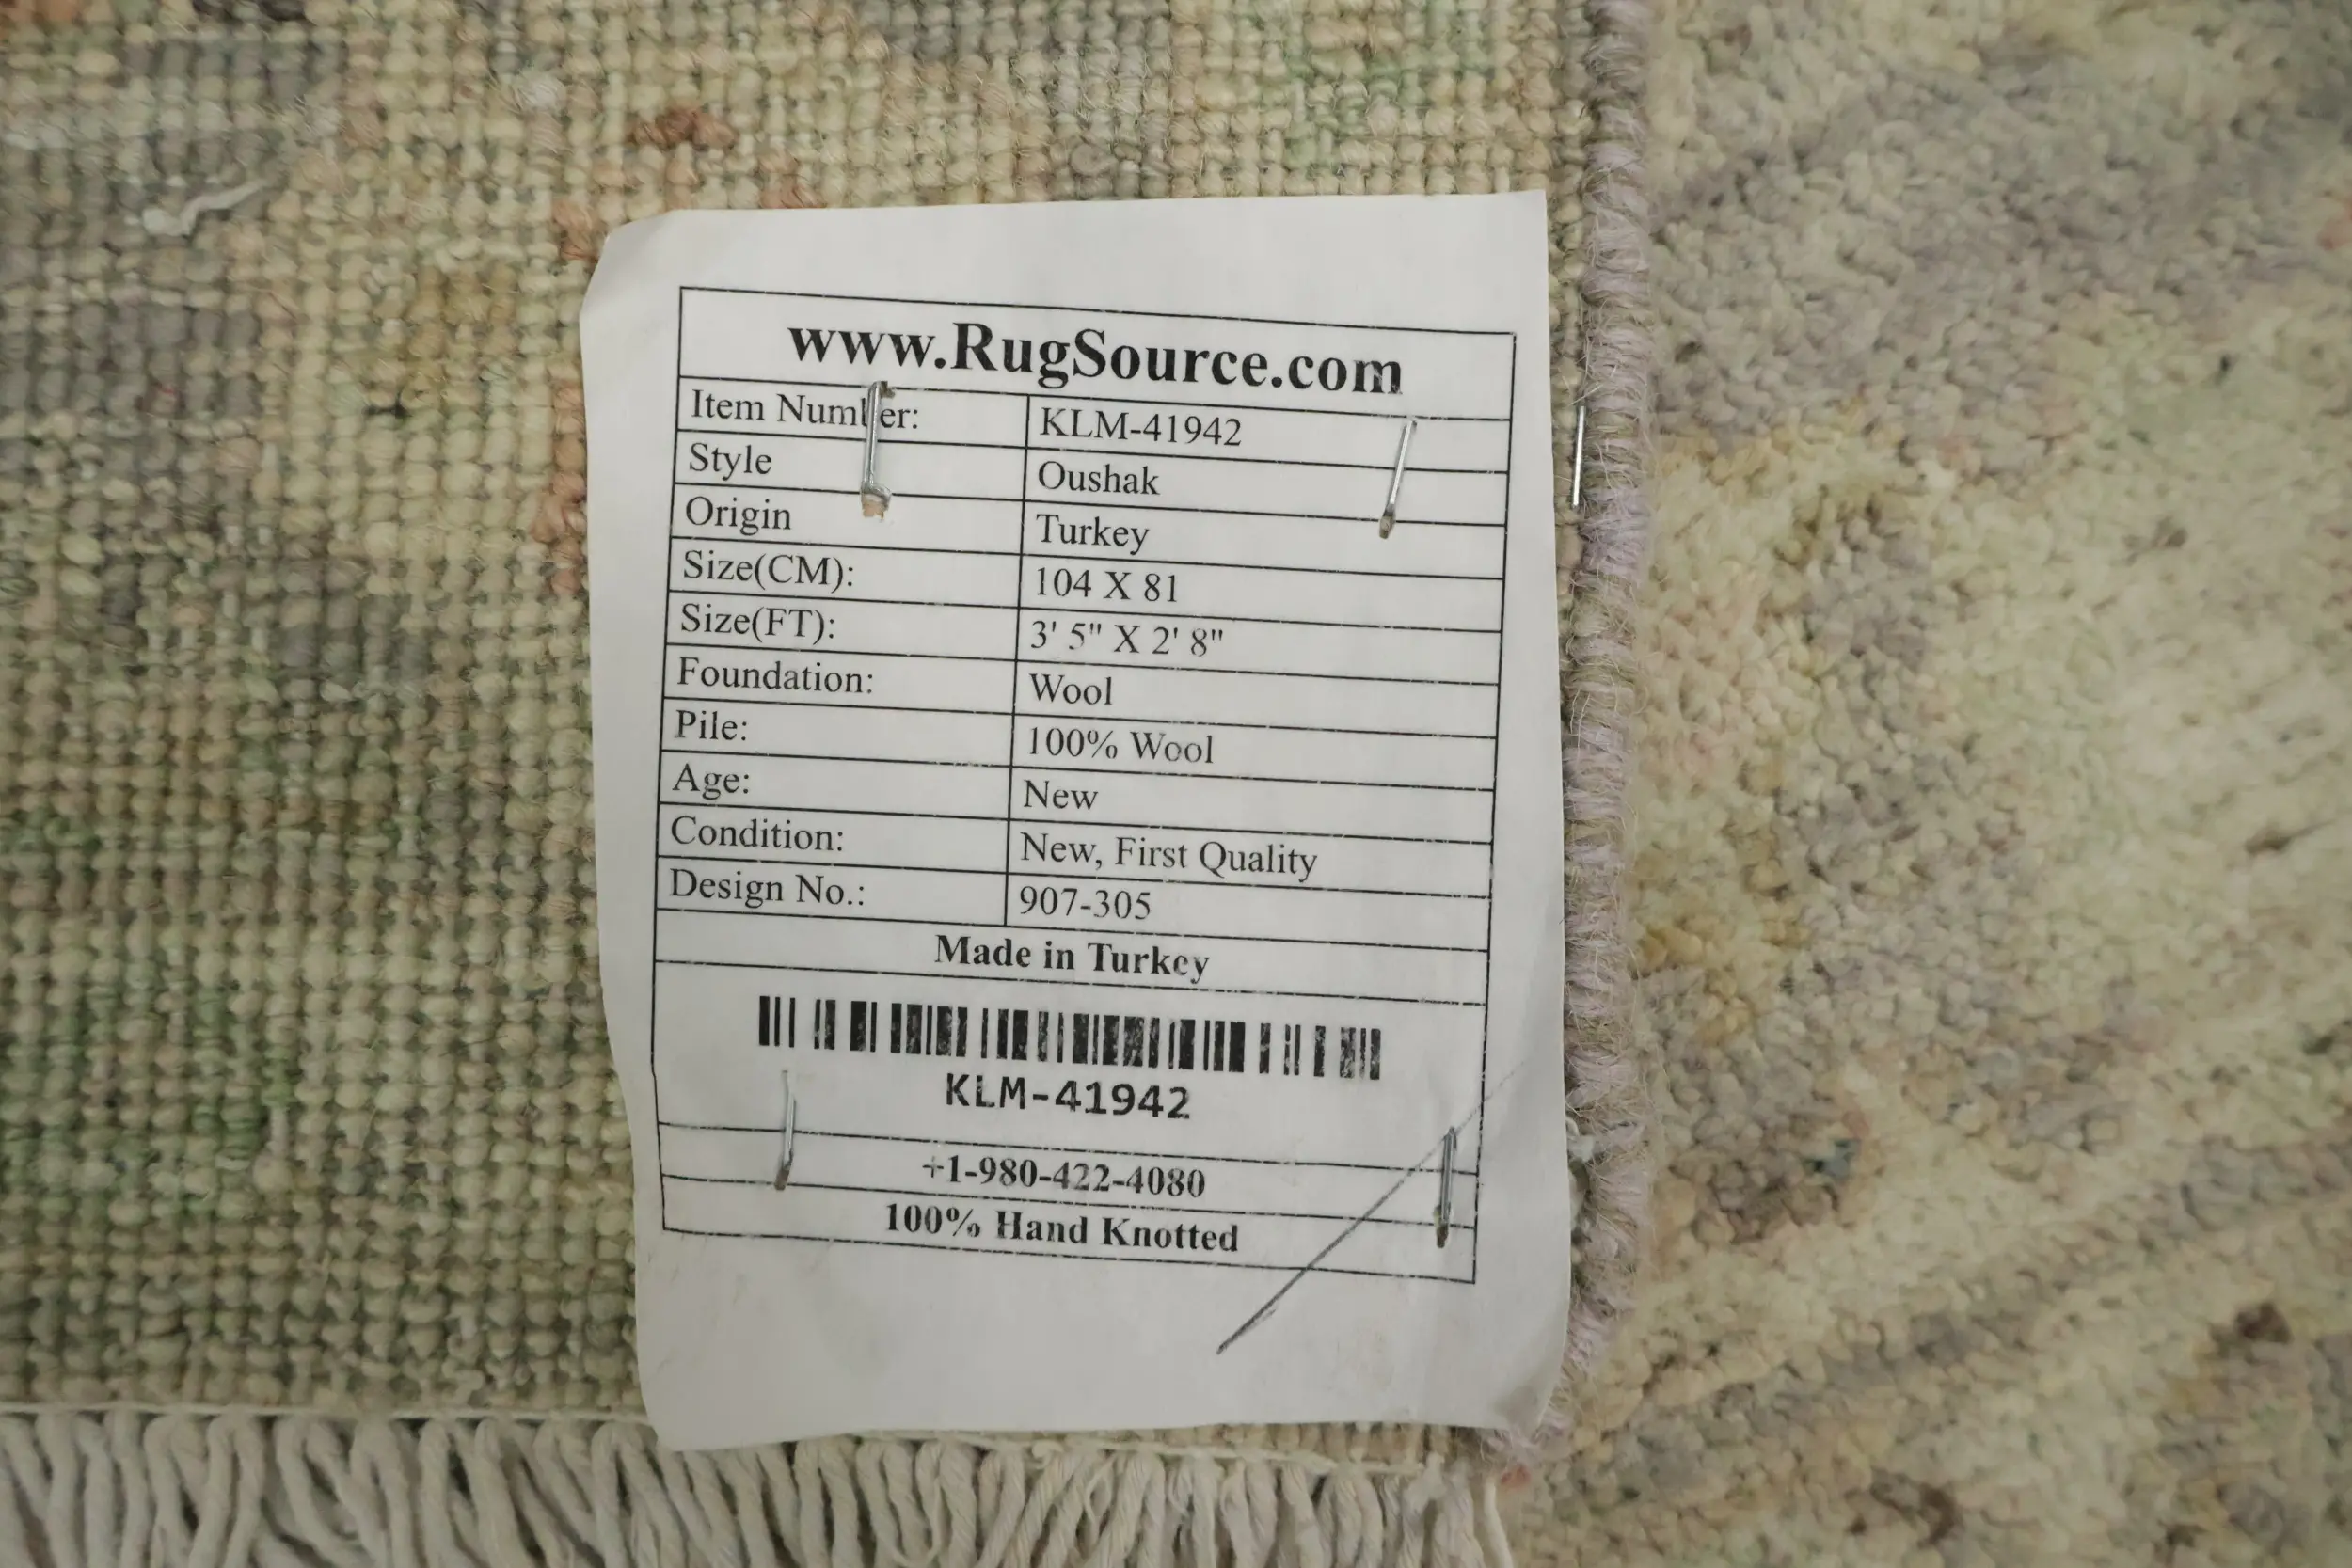 www.RugSource.com
Item Number: KLM-41942
Style Oushak
Origin Turkey
Size(CM): 104 X 81
Size(FT): 3' 5" X 2' 8"
Foundation: Wool
Pile: 100% Wool
Age: New
Condition: New, First Quality
Design No.: 907-305
Made in Turkey
KLM-41942
+1-980-422-4080
100% Hand Knotted